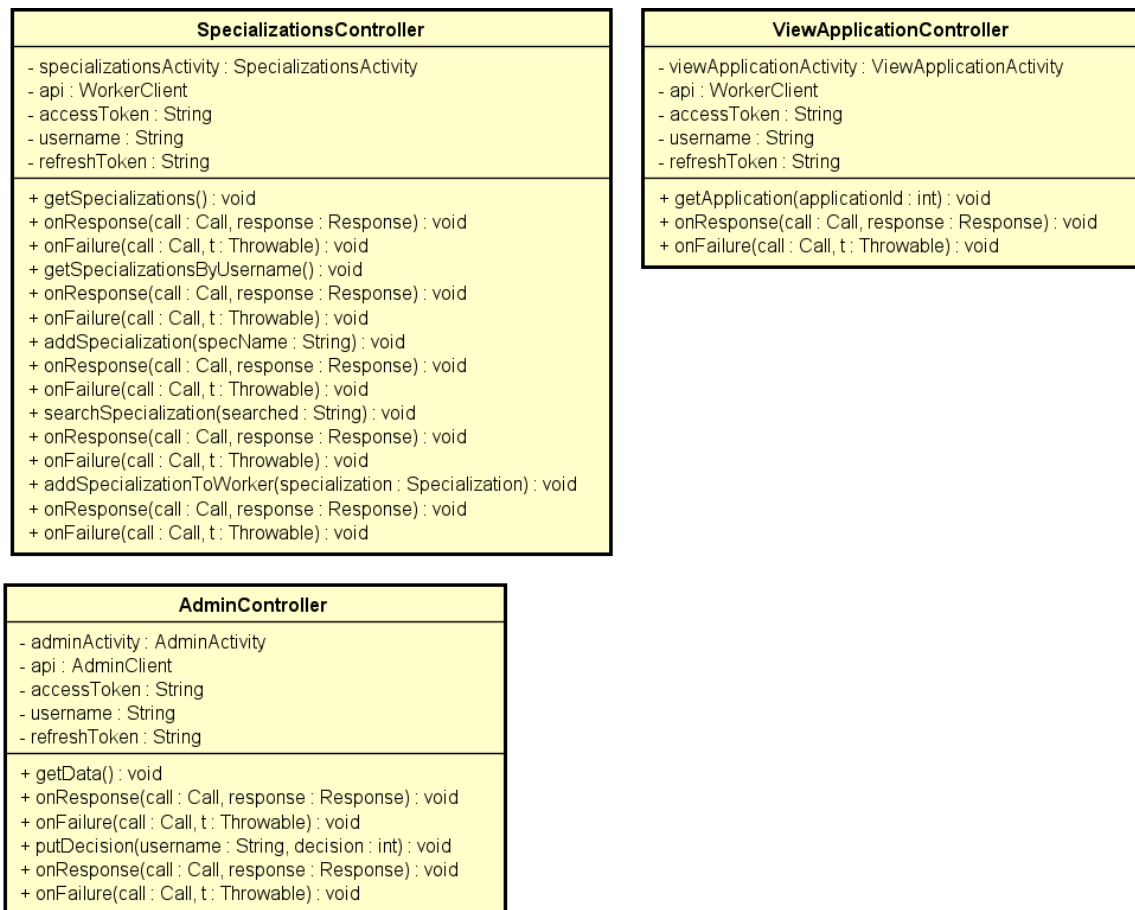 SpecializationsController
- specializationsActivity : SpecializationsActivity
- api : WorkerClient
- accessToken : String
- username : String
- refreshToken : String
+ getSpecializations() : void
+ onResponse(call : Call, response : Response) : void
+ onFailure(call : Call, t : Throwable) : void
+ getSpecializationsByUsername() : void
+ onResponse(call : Call, response : Response) : void
+ onFailure(call : Call, t : Throwable) : void
+ addSpecialization(specName : String) : void
+ onResponse(call : Call, response : Response) : void
+ onFailure(call : Call, t : Throwable) : void
+ searchSpecialization(searched : String) : void
+ onResponse(call : Call, response : Response) : void
+ onFailure(call : Call, t : Throwable) : void
+ addSpecializationToWorker(specialization : Specialization) : void
+ onResponse(call : Call, response : Response) : void
+ onFailure(call : Call, t : Throwable) : void
ViewApplicationController
- viewApplicationActivity : ViewApplicationActivity
- api : WorkerClient
- accessToken : String
- username : String
- refreshToken : String
+ getApplication(applicationId : int) : void
+ onResponse(call : Call, response : Response) : void
+ onFailure(call : Call, t : Throwable) : void
AdminController
- adminActivity : AdminActivity
- api : AdminClient
- accessToken : String
- username : String
- refreshToken : String
+ getData() : void
+ onResponse(call : Call, response : Response) : void
+ onFailure(call : Call, t : Throwable) : void
+ putDecision(username : String, decision : int) : void
+ onResponse(call : Call, response : Response) : void
+ onFailure(call : Call, t : Throwable) : void